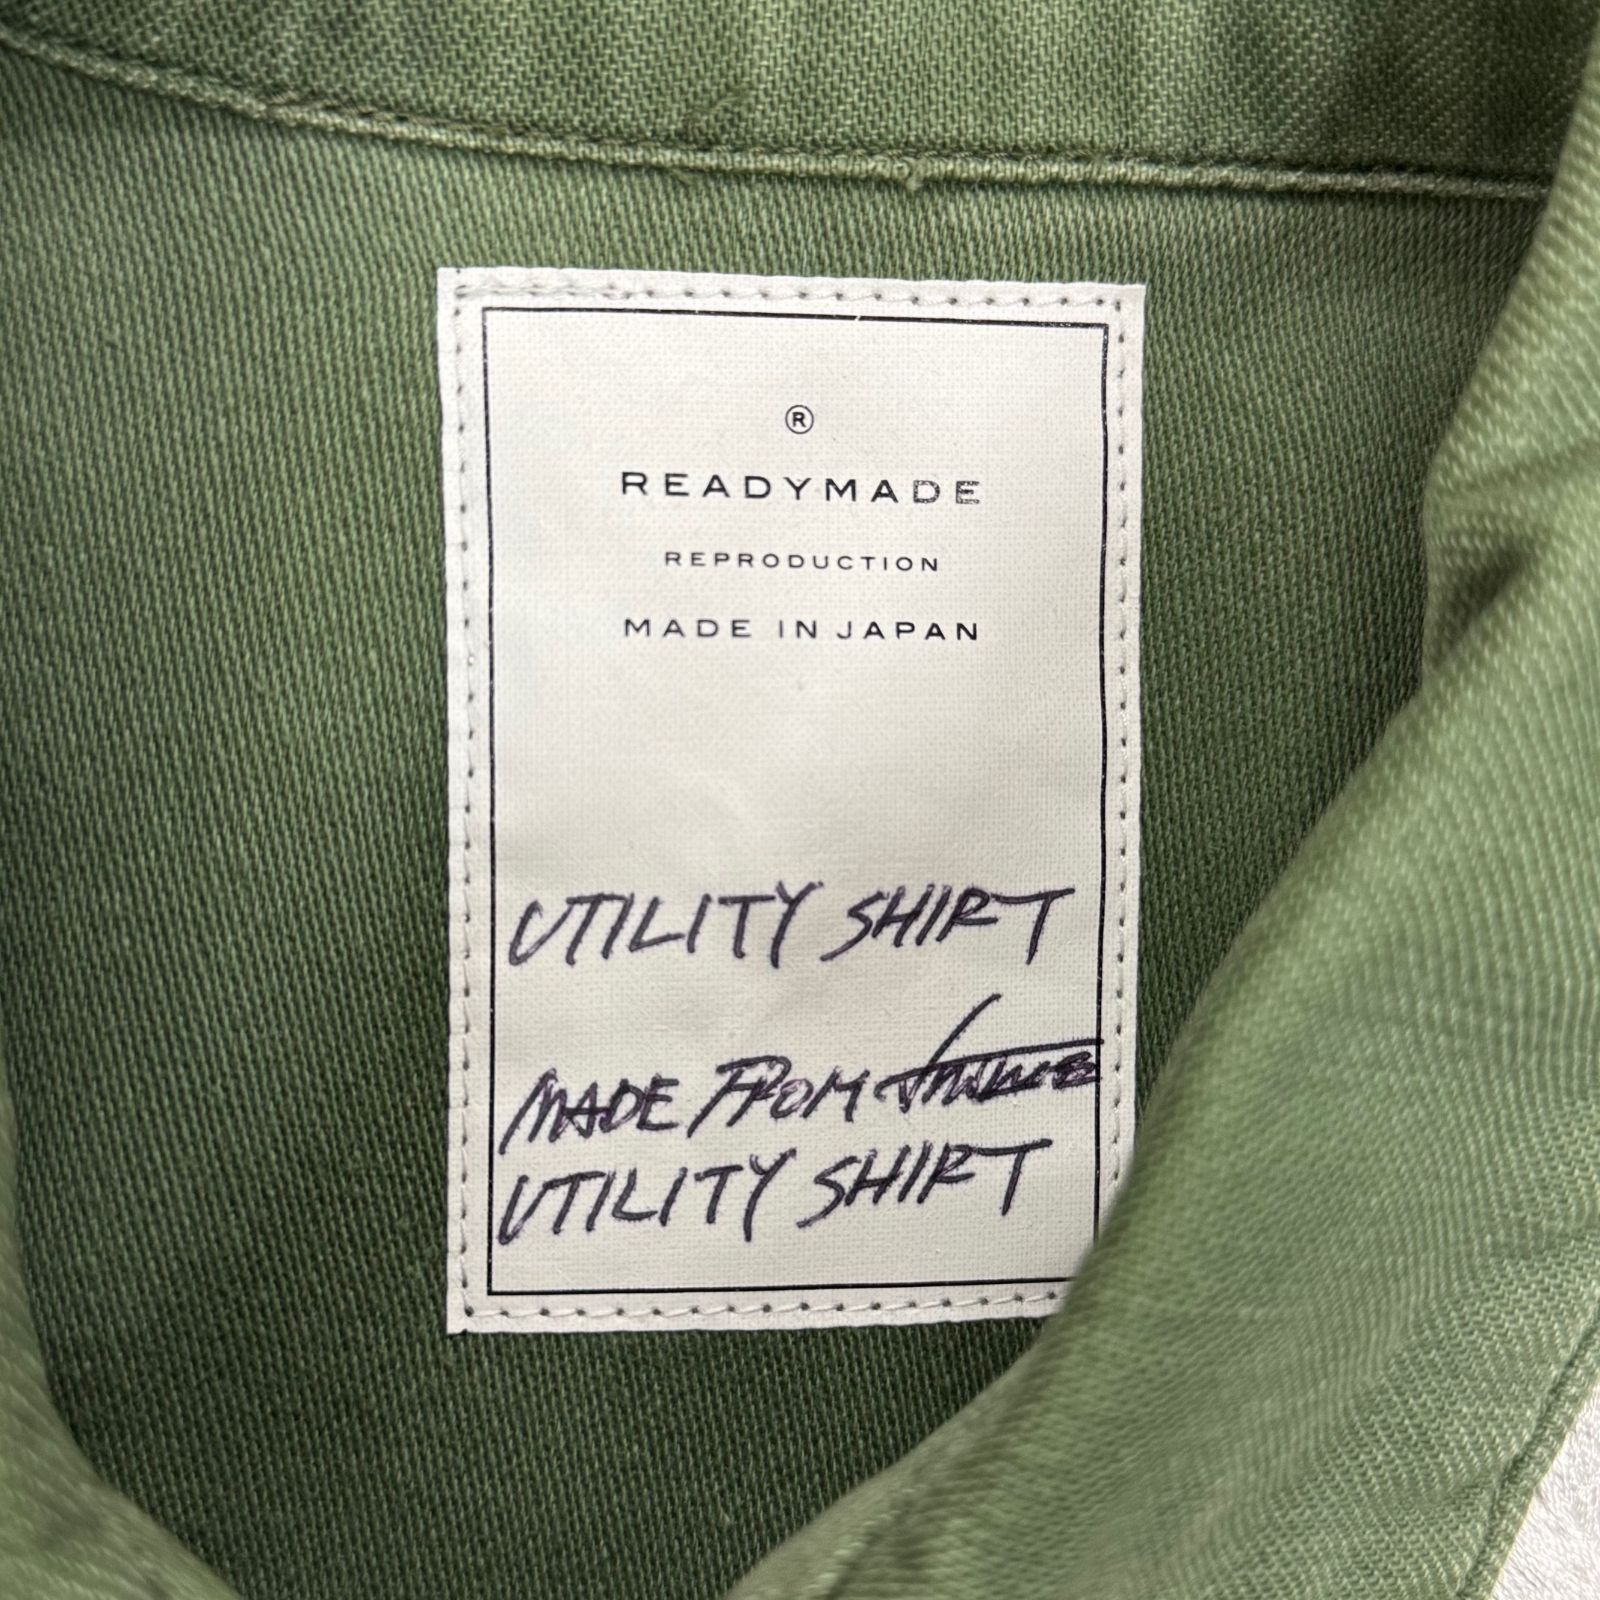 ®
READYMADE
REPRODUCTION
MADE IN JAPAN
UTILITY SHIRT
MADE FROM
UTILITY SHIRT